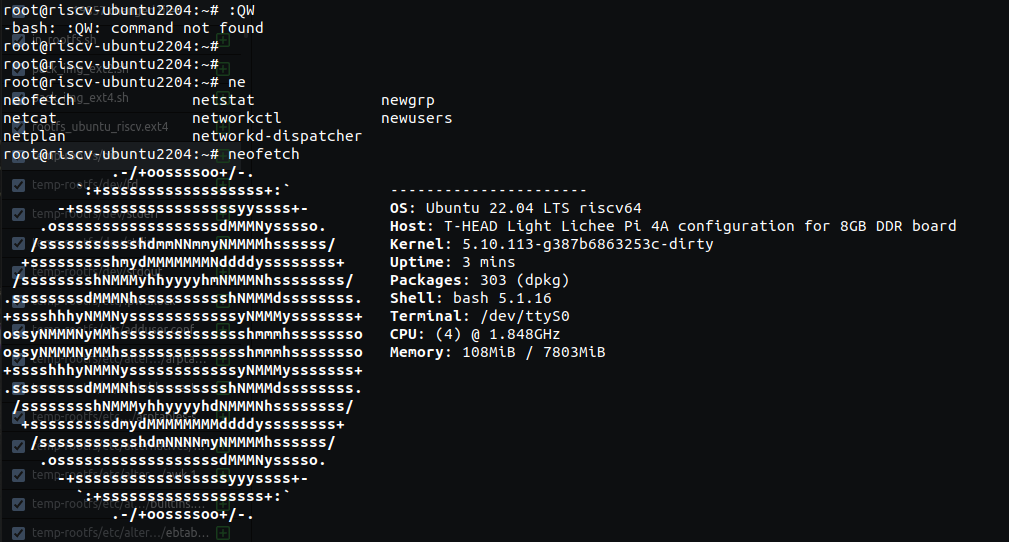 root@riscv-ubuntu2204:~# :QW
-bash: :QW: command not found
root@riscv-ubuntu2204:~#
root@riscv-ubuntu2204:~#
root@riscv-ubuntu2204:~# ne
neofetch netstat newgrp
netcat networkctl newusers
netplan networkd-dispatcher
root@riscv-ubuntu2204:~# neofetch
.-/+oossssoo+/-.
`:+ssssssssssssssssss+:` ----------------------
-+ssssssssssssssssssyyssss+- OS: Ubuntu 22.04 LTS riscv64
.ossssssssssssssssssdMMMNysssso. Host: T-HEAD Light Lichee Pi 4A configuration for 8GB DDR board
/ssssssssssshdmmNNmmyNMMMMhssssss/ Kernel: 5.10.113-g387b6863253c-dirty
+ssssssssshmydMMMMMMMNddddyssssssss+ Uptime: 3 mins
/sssssssshNMMMyhhyyyyhmNMMMNhssssssss/ Packages: 303 (dpkg)
.ssssssssdMMMNhsssssssssshNMMMdssssssss. Shell: bash 5.1.16
+sssshhhyNMMNyssssssssssssyNMMMysssssss+ Terminal: /dev/ttyS0
ossyNMMMNyMMhsssssssssssssshmmmhssssssso CPU: (4) @ 1.848GHz
ossyNMMMNyMMhsssssssssssssshmmmhssssssso Memory: 108MiB / 7803MiB
+sssshhhyNMMNyssssssssssssyNMMMysssssss+
.ssssssssdMMMNhsssssssssshNMMMdssssssss.
/sssssssshNMMMyhhyyyyhdNMMMNhssssssss/
+sssssssssdmydMMMMMMMMddddyssssssss+
/ssssssssssshdmNNNNmyNMMMMhssssss/
.ossssssssssssssssssdMMMNysssso.
-+sssssssssssssssssyyyssss+-
`:+ssssssssssssssssss+:`
.-/+oossssoo+/-.
rootfs_ubuntu_riscv.ext4